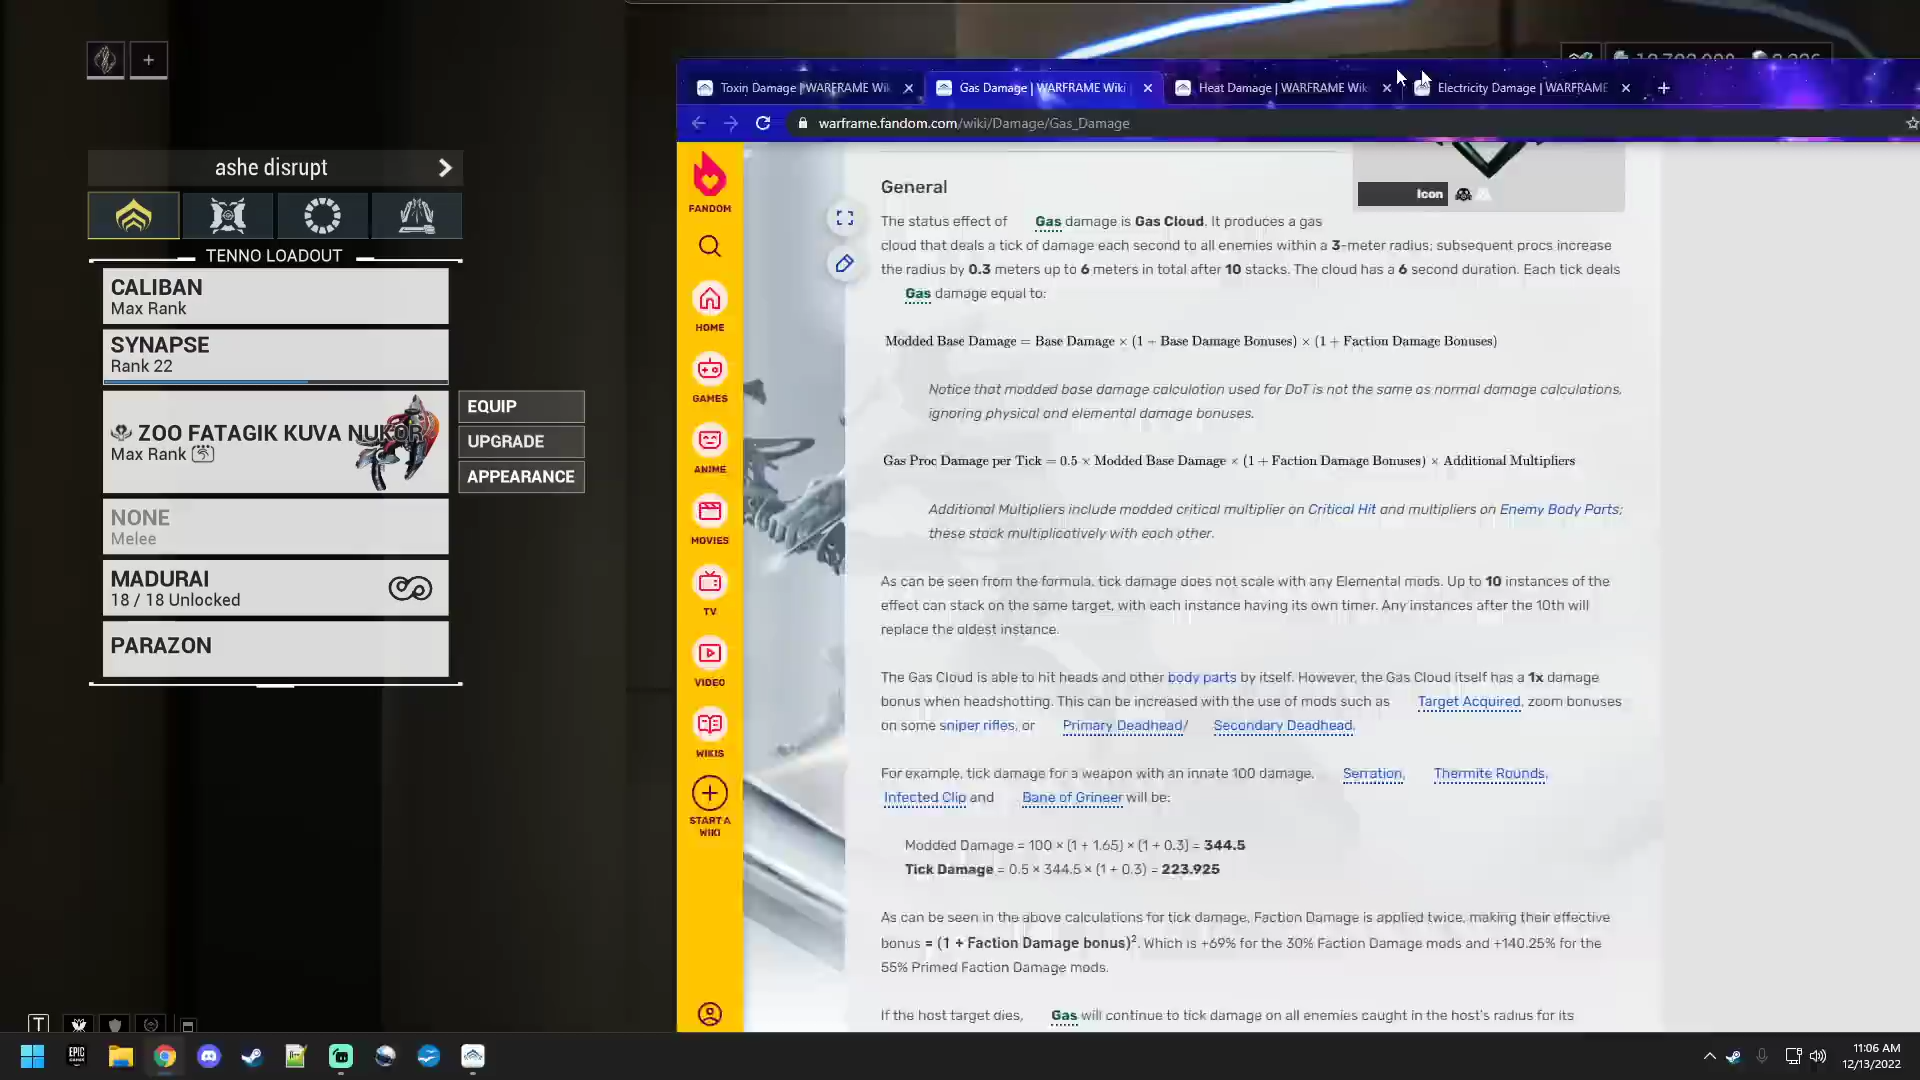 ashe disrupt
TENNO LOADOUT
CALIBAN
Max Rank
SYNAPSE
Rank 22
ZOO FATAGIK KUVA NUKOR
Max Rank
NONE
Melee
MADURAI
18 / 18 Unlocked
PARAZON
EQUIP
UPGRADE
APPEARANCE
T
Toxin Damage | WARFRAME Wik
Gas Damage | WARFRAME Wiki
Heat Damage | WARFRAME Wik
Electricity Damage | WARFRAME
warframe.fandom.com/wiki/Damage/Gas_Damage
FANDOM
HOME
GAMES
ANIME
MOVIES
TV
VIDEO
WIKIS
START A
WIKI
Icon
General
The status effect of Gas damage is Gas Cloud. It produces a gas
cloud that deals a tick of damage each second to all enemies within a 3-meter radius; subsequent procs increase
the radius by 0.3 meters up to 6 meters in total after 10 stacks. The cloud has a 6 second duration. Each tick deals
Gas damage equal to:
Modded Base Damage = Base Damage × (1 + Base Damage Bonuses) × (1 + Faction Damage Bonuses)
Notice that modded base damage calculation used for DoT is not the same as normal damage calculations,
ignoring physical and elemental damage bonuses.
Gas Proc Damage per Tick = 0.5 × Modded Base Damage × (1 + Faction Damage Bonuses) × Additional Multipliers
Additional Multipliers include modded critical multiplier on Critical Hit and multipliers on Enemy Body Parts;
these stack multiplicatively with each other.
As can be seen from the formula, tick damage does not scale with any Elemental mods. Up to 10 instances of the
effect can stack on the same target, with each instance having its own timer. Any instances after the 10th will
replace the oldest instance.
The Gas Cloud is able to hit heads and other body parts by itself. However, the Gas Cloud itself has a 1x damage
bonus when headshotting. This can be increased with the use of mods such as Target Acquired, zoom bonuses
on some sniper rifles, or Primary Deadhead/ Secondary Deadhead.
For example, tick damage for a weapon with an innate 100 damage, Serration, Thermite Rounds,
Infected Clip and Bane of Grineer will be:
Modded Damage = 100 × (1 + 1.65) × (1 + 0.3) = 344.5
Tick Damage = 0.5 × 344.5 × (1 + 0.3) = 223.925
As can be seen in the above calculations for tick damage, Faction Damage is applied twice, making their effective
bonus = (1 + Faction Damage bonus)². Which is +69% for the 30% Faction Damage mods and +140.25% for the
55% Primed Faction Damage mods.
If the host target dies, Gas will continue to tick damage on all enemies caught in the host's radius for its
EPIC
11:06 AM
12/13/2022